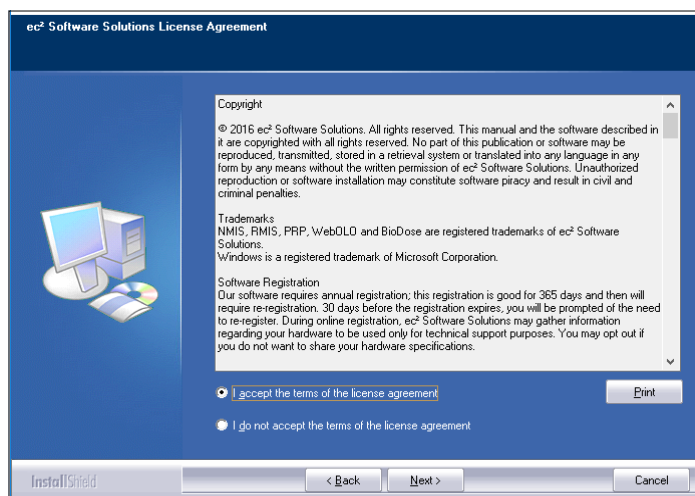 ec² Software Solutions License Agreement
Copyright
© 2016 ec² Software Solutions. All rights reserved. This manual and the software described in
it are copyrighted with all rights reserved. No part of this publication or software may be
reproduced, transmitted, stored in a retrieval system or translated into any language in any
form by any means without the written permission of ec² Software Solutions. Unauthorized
reproduction or software installation may constitute software piracy and result in civil and
criminal penalties.
Trademarks
NMIS, RMIS, PRP, WebOLO and BioDose are registered trademarks of ec² Software
Solutions.
Windows is a registered trademark of Microsoft Corporation.
Software Registration
Our software requires annual registration; this registration is good for 365 days and then will
require re-registration. 30 days before the registration expires, you will be prompted of the need
to re-register. During online registration, ec² Software Solutions may gather information
regarding your hardware to be used only for technical support purposes. You may opt out if
you do not want to share your hardware specifications.
I accept the terms of the license agreement
Print
I do not accept the terms of the license agreement
InstallShield
< Back
Next >
Cancel